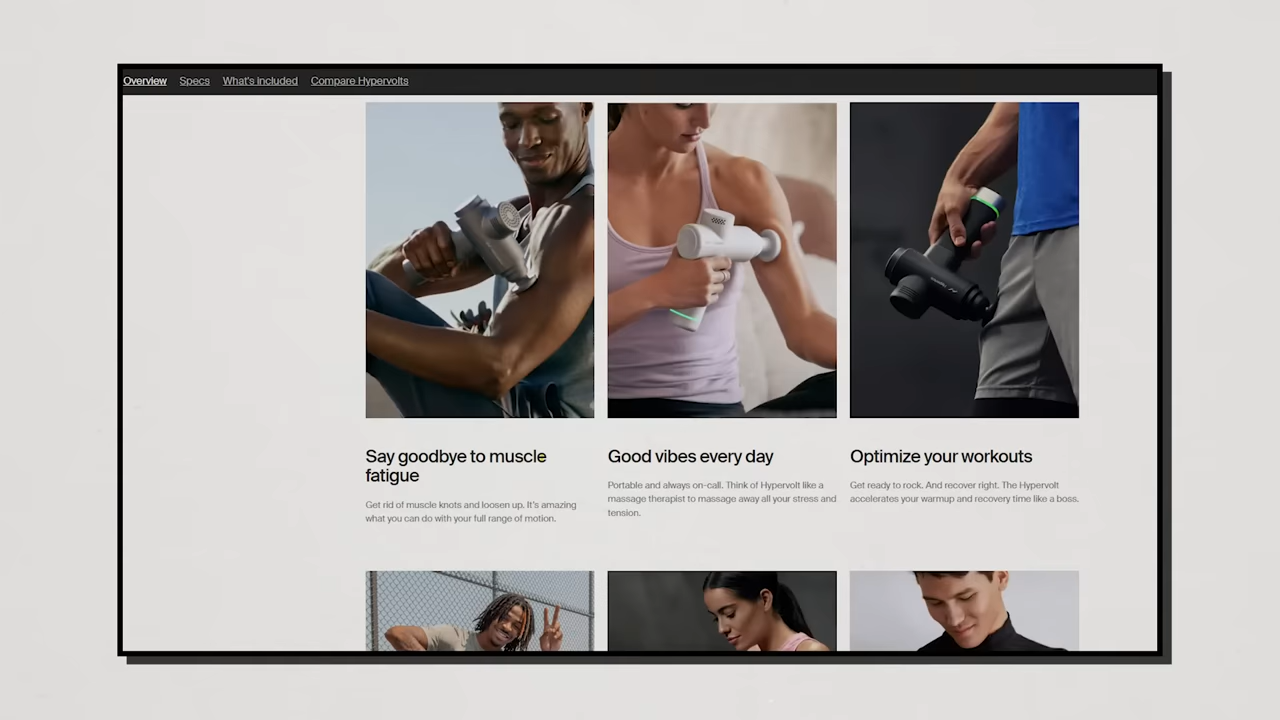 Overview Specs What's included Compare Hypervolts
Say goodbye to muscle
fatigue
Get rid of muscle knots and loosen up. It's amazing
what you can do with your full range of motion.
Good vibes every day
Portable and always on-call. Think of Hypervolt like a
massage therapist to massage away all your stress and
tension.
Optimize your workouts
Get ready to rock. And recover right. The Hypervolt
accelerates your warmup and recovery time like a boss.